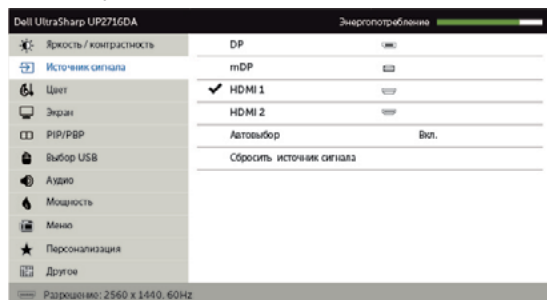 Dell UltraSharp UP2716DA
Энергопотребление
Яркость / контрастность
Источник сигнала
Цвет
Экран
PIP/PBP
Выбор USB
Аудио
Мощность
Меню
Персонализация
Другое
DP
mDP
HDMI 1
HDMI 2
Автовыбор Вкл.
Сбросить источник сигнала
Разрешение: 2560 x 1440, 60Hz